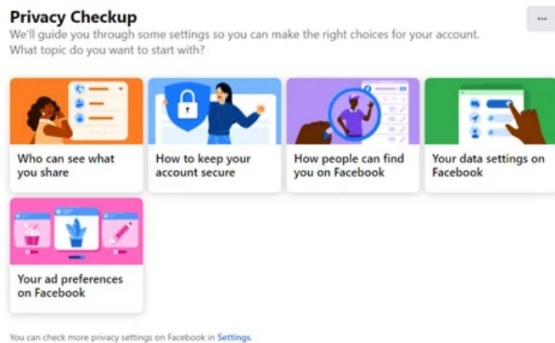 Privacy Checkup
We'll guide you through some settings so you can make the right choices for your account.
What topic do you want to start with?
Who can see what
you share
How to keep your
account secure
How people can find
you on Facebook
Your data settings on
Facebook
Your ad preferences
on Facebook
You can check more privacy settings on Facebook in Settings.